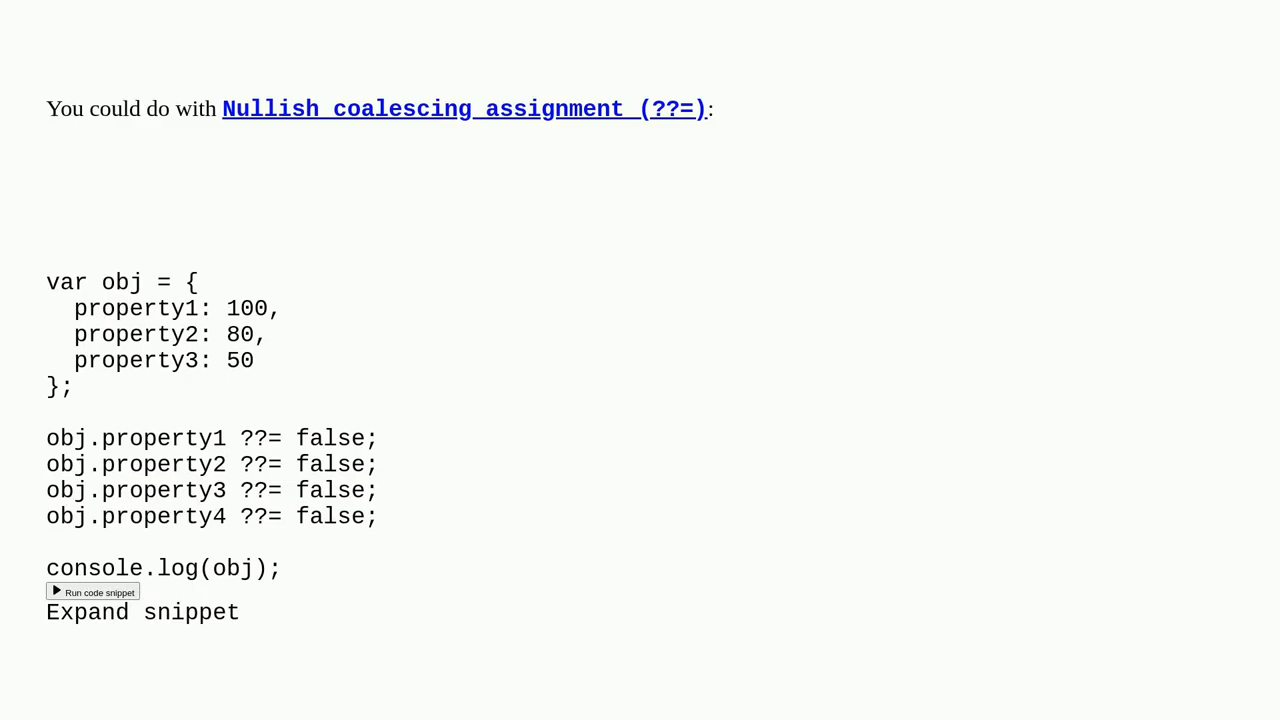 You could do with Nullish coalescing assignment (??=):
var obj = {
  property1: 100,
  property2: 80,
  property3: 50
};
obj.property1 ??= false;
obj.property2 ??= false;
obj.property3 ??= false;
obj.property4 ??= false;
console.log(obj);
Run code snippet
Expand snippet